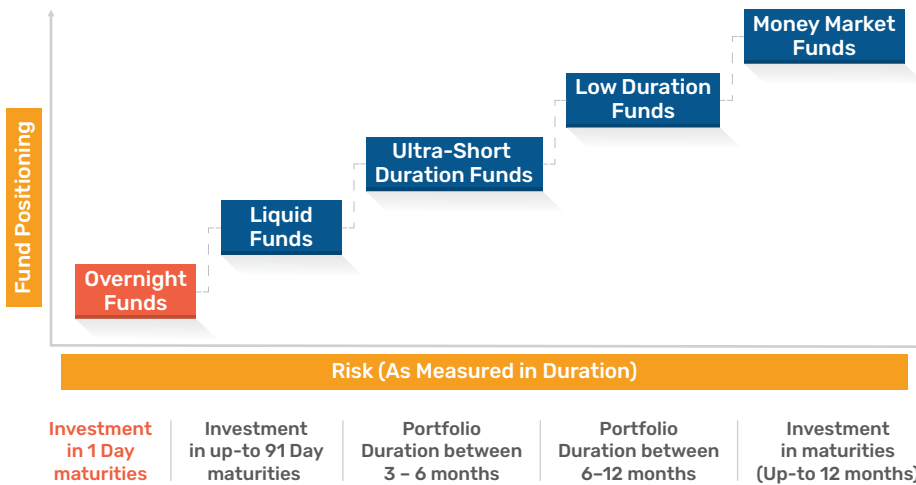 Money Market
Funds
Low Duration
Funds
Ultra-Short
Duration Funds
Liquid
Funds
Overnight
Funds
Fund Positioning
Risk (As Measured in Duration)
Investment
in 1 Day
maturities
Investment
in up-to 91 Day
maturities
Portfolio
Duration between
3 – 6 months
Portfolio
Duration between
6–12 months
Investment
in maturities
(Up-to 12 months)